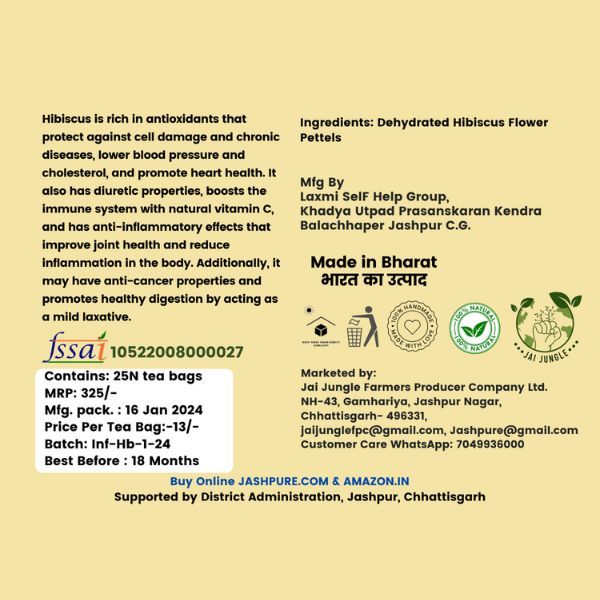 Hibiscus is rich in antioxidants that
protect against cell damage and chronic
diseases, lower blood pressure and
cholesterol, and promote heart health. It
also has diuretic properties, boosts the
immune system with natural vitamin C,
and has anti-inflammatory effects that
improve joint health and reduce
inflammation in the body. Additionally, it
may have anti-cancer properties and
promotes healthy digestion by acting as
a mild laxative.
fssai 10522008000027
Contains: 25N tea bags
MRP: 325/-
Mfg. pack. : 16 Jan 2024
Price Per Tea Bag:-13/-
Batch: Inf-Hb-1-24
Best Before : 18 Months
Ingredients: Dehydrated Hibiscus Flower
Pettels
Mfg By
Laxmi SelF Help Group,
Khadya Utpad Prasanskaran Kendra
Balachhaper Jashpur C.G.
Made in Bharat
भारत का उत्पाद
KEEP AWAY FROM DIRECT
SUNLIGHT
100% HANDMADE
MADE WITH LOVE
100% NATURAL
100% NATURAL
JAI JUNGLE
Marketed by:
Jai Jungle Farmers Producer Company Ltd.
NH-43, Gamhariya, Jashpur Nagar,
Chhattisgarh- 496331,
jaijunglefpc@gmail.com, Jashpure@gmail.com
Customer Care WhatsApp: 7049936000
Buy Online JASHPURE.COM & AMAZON.IN
Supported by District Administration, Jashpur, Chhattisgarh